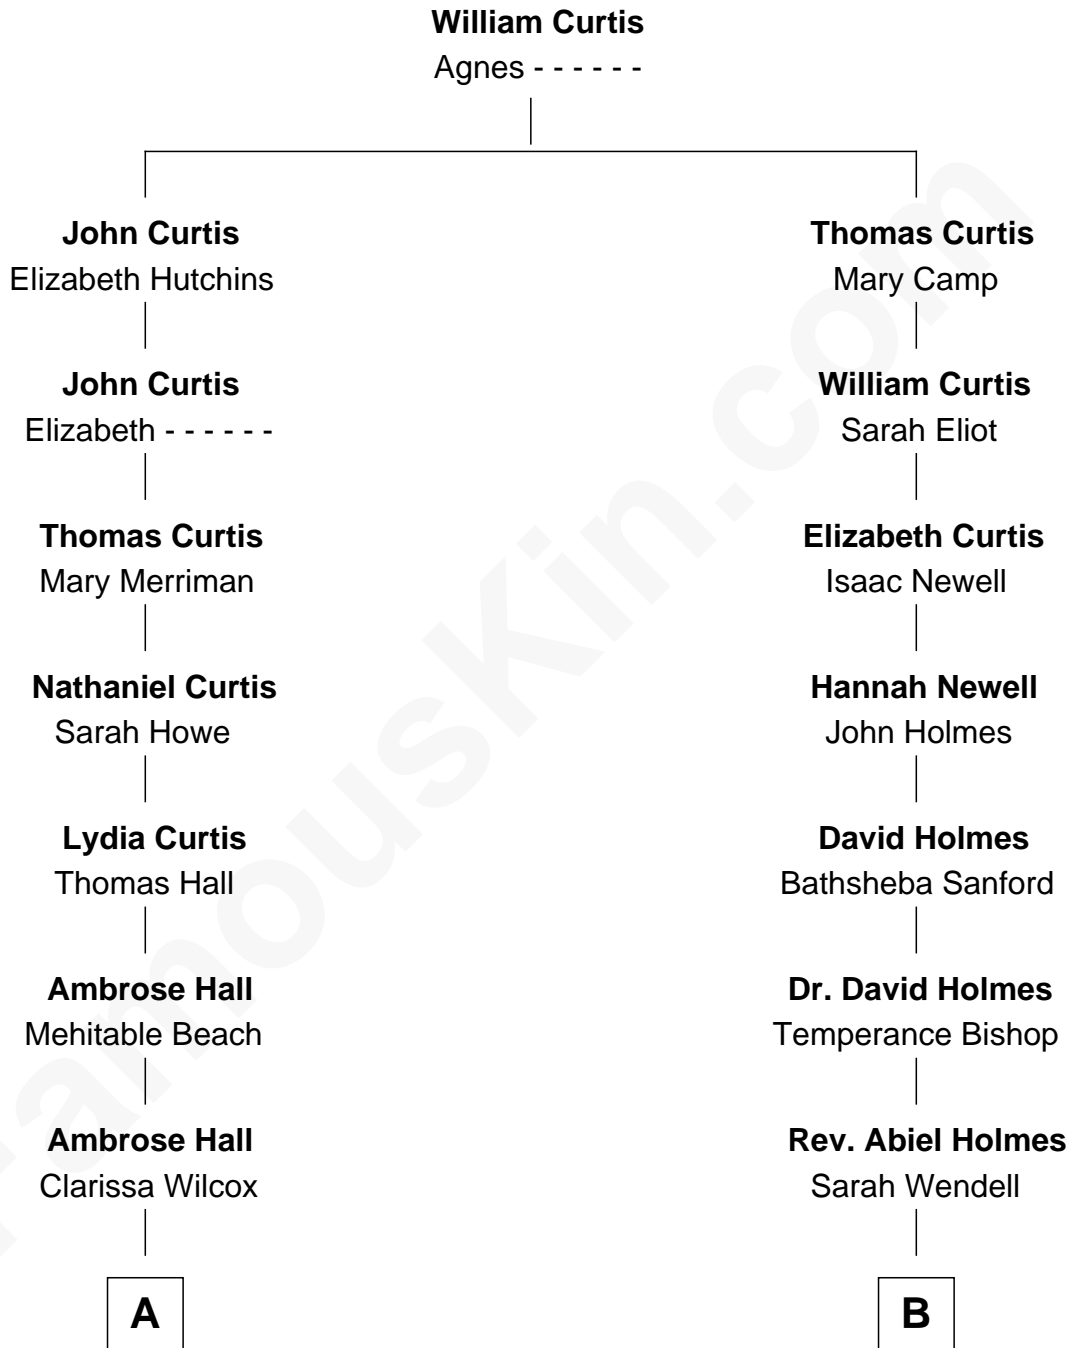 William Curtis
Agnes - - - - - -
John Curtis
Elizabeth Hutchins
Thomas Curtis
Mary Camp
John Curtis
Elizabeth - - - - - -
William Curtis
Sarah Eliot
Thomas Curtis
Mary Merriman
Elizabeth Curtis
Isaac Newell
Nathaniel Curtis
Sarah Howe
Hannah Newell
John Holmes
Lydia Curtis
Thomas Hall
David Holmes
Bathsheba Sanford
Ambrose Hall
Mehitable Beach
Dr. David Holmes
Temperance Bishop
Ambrose Hall
Clarissa Wilcox
Rev. Abiel Holmes
Sarah Wendell
A
B
FamousKin.com